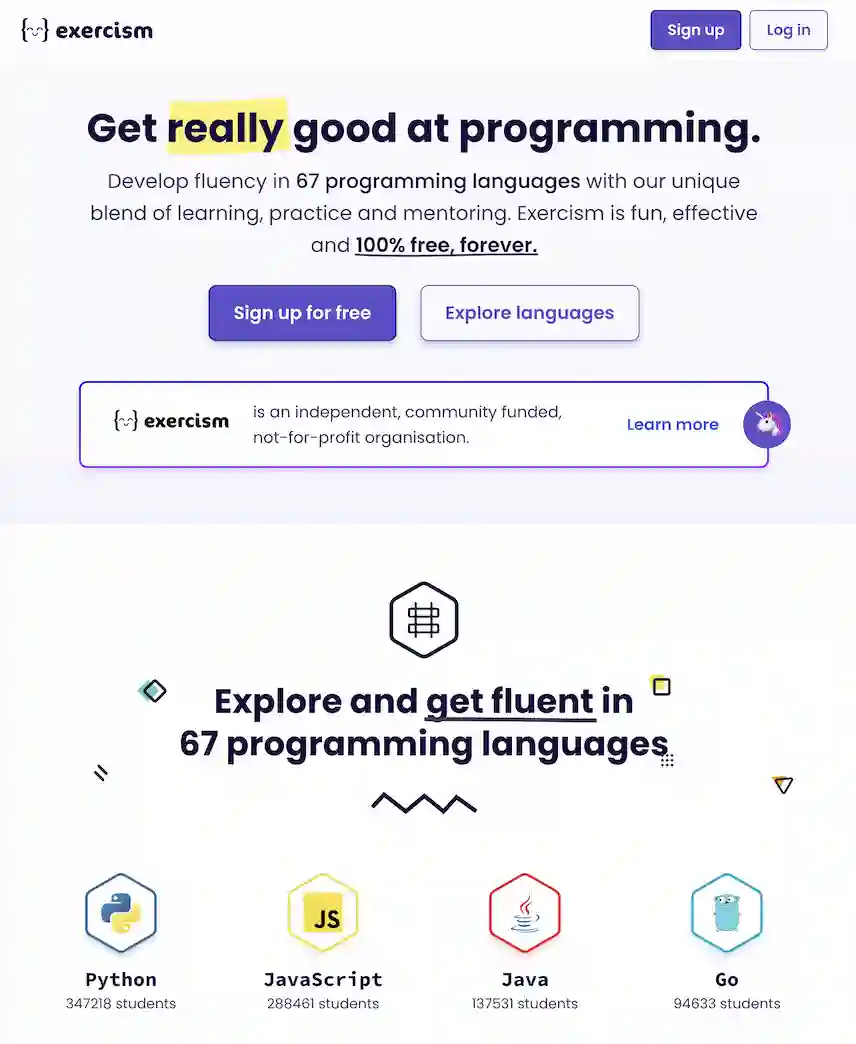 exercism
Sign up
Log in
Get really good at programming.
Develop fluency in 67 programming languages with our unique
blend of learning, practice and mentoring. Exercism is fun, effective
and 100% free, forever.
Sign up for free
Explore languages
exercism
is an independent, community funded,
not-for-profit organisation.
Learn more
Explore and get fluent in
67 programming languages
JS
Python
JavaScript
Java
Go
347218 students
288461 students
137531 students
94633 students